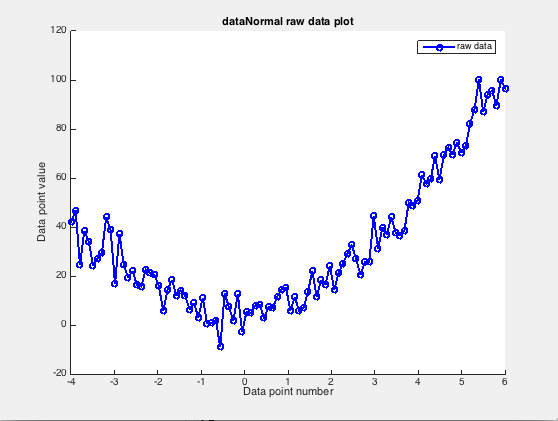 dataNormal raw data plot
raw data
120
100
80
60
40
20
0
-20
Data point value
-4 -3 -2 -1 0 1 2 3 4 5 6
Data point number